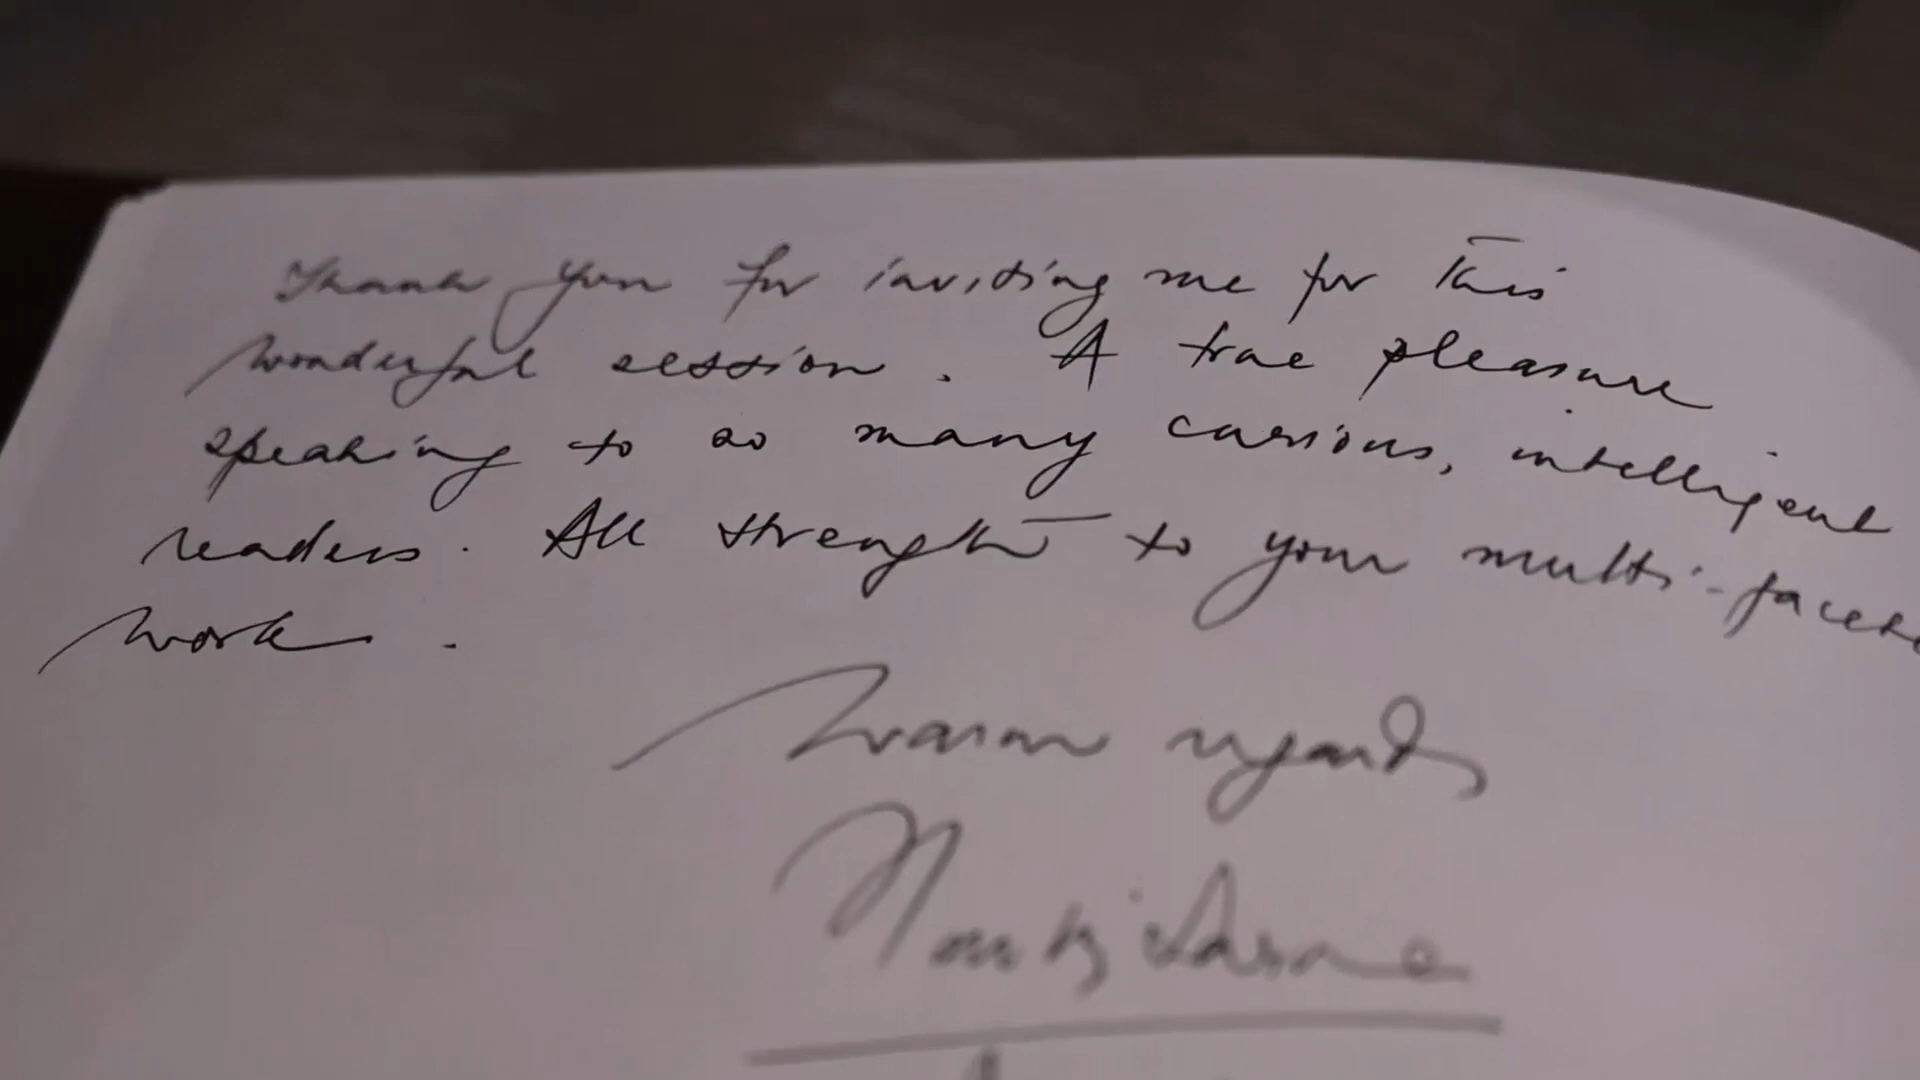 Thank you for inviting me for this
wonderful session. A true pleasure
speaking to so many curious, intelligent
readers. All strength to your multi-facet
work.
Warm regards